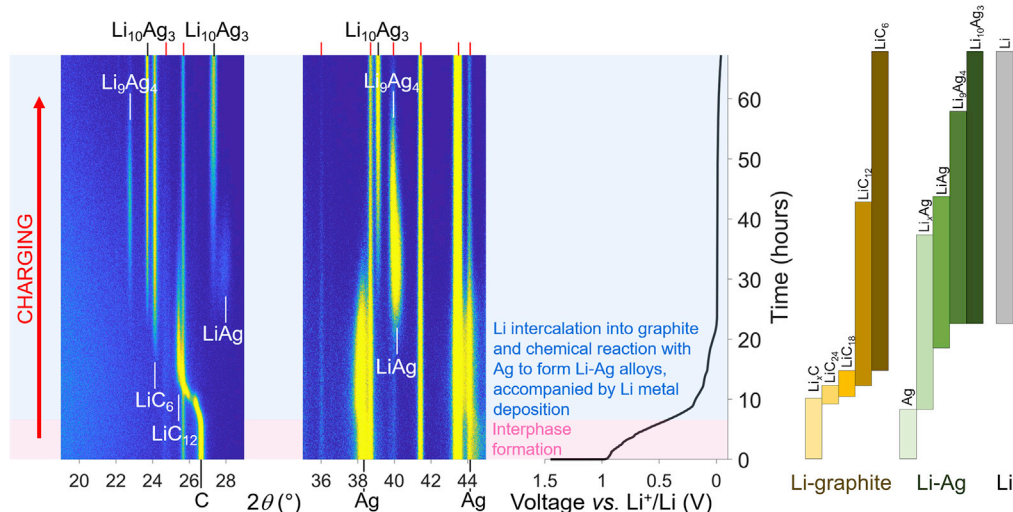 Li₁₀Ag₃ Li₁₀Ag₃ Li₁₀Ag₃
Li₉Ag₄
Li₉Ag₄
CHARGING
LiAg
LiAg
LiC₆
LiC₁₂
Li intercalation into graphite
and chemical reaction with
Ag to form Li-Ag alloys,
accompanied by Li metal
deposition
Interphase
formation
60
50
40
30
20
10
0
Time (hours)
20 22 24 26 28
36 38 40 42 44
1.5 1 0.5 0
C 2θ (°) Ag Ag Voltage vs. Li⁺/Li (V)
LiₓC
LiC₂₄
LiC₁₈
LiC₁₂
LiC₆
Ag
LiₓAg
LiAg
Li₉Ag₄
Li₁₀Ag₃
Li
Li-graphite Li-Ag Li